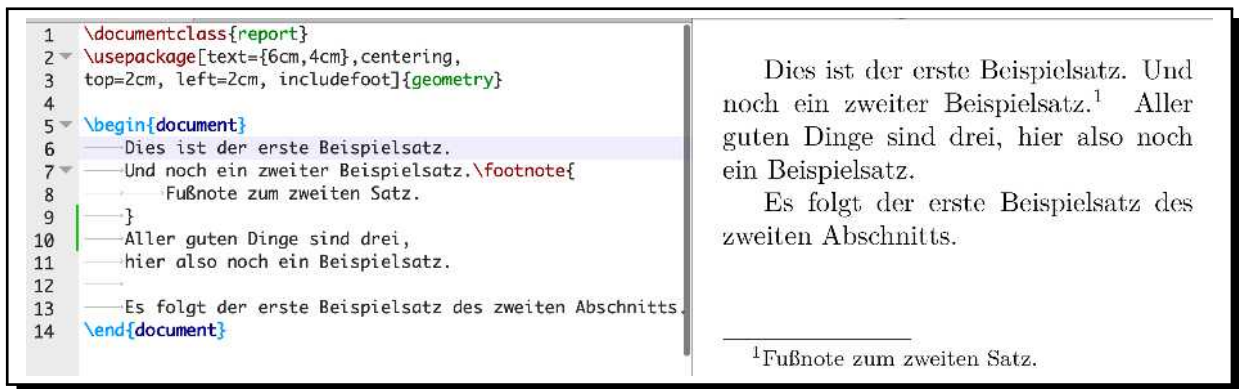 1 \documentclass{report}
2 \usepackage[text={6cm,4cm},centering,
3 top=2cm, left=2cm, includefoot]{geometry}
4
5 \begin{document}
6 Dies ist der erste Beispielsatz.
7 Und noch ein zweiter Beispielsatz.\footnote{
8 Fußnote zum zweiten Satz.
9 }
10 Aller guten Dinge sind drei,
11 hier also noch ein Beispielsatz.
12
13 Es folgt der erste Beispielsatz des zweiten Abschnitts.
14 \end{document}
Dies ist der erste Beispielsatz. Und
noch ein zweiter Beispielsatz.¹ Aller
guten Dinge sind drei, hier also noch
ein Beispielsatz.
Es folgt der erste Beispielsatz des
zweiten Abschnitts.
¹Fußnote zum zweiten Satz.